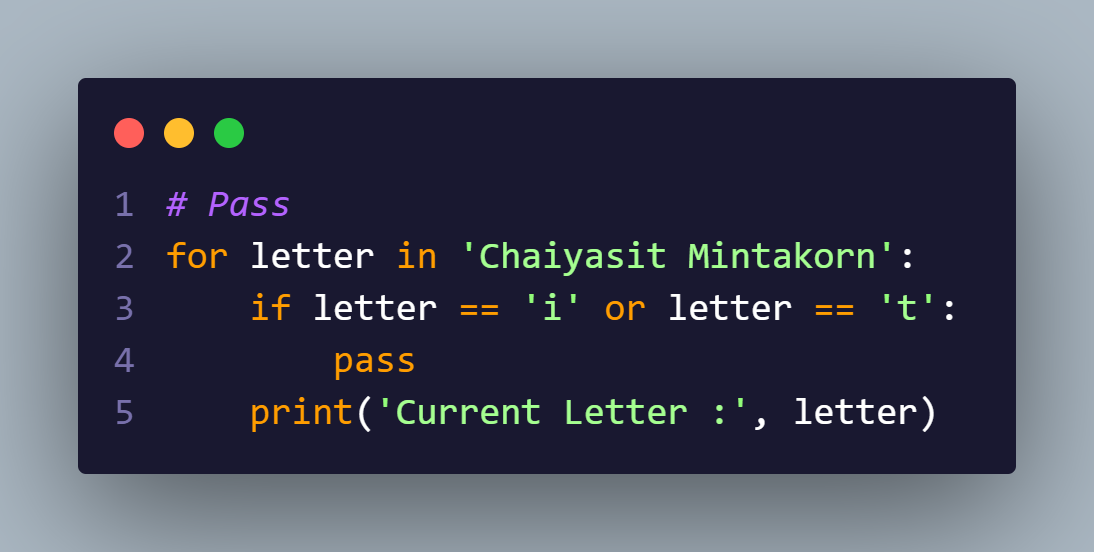 1 # Pass
2 for letter in 'Chaiyasit Mintakorn':
3     if letter == 'i' or letter == 't':
4         pass
5     print('Current Letter :', letter)